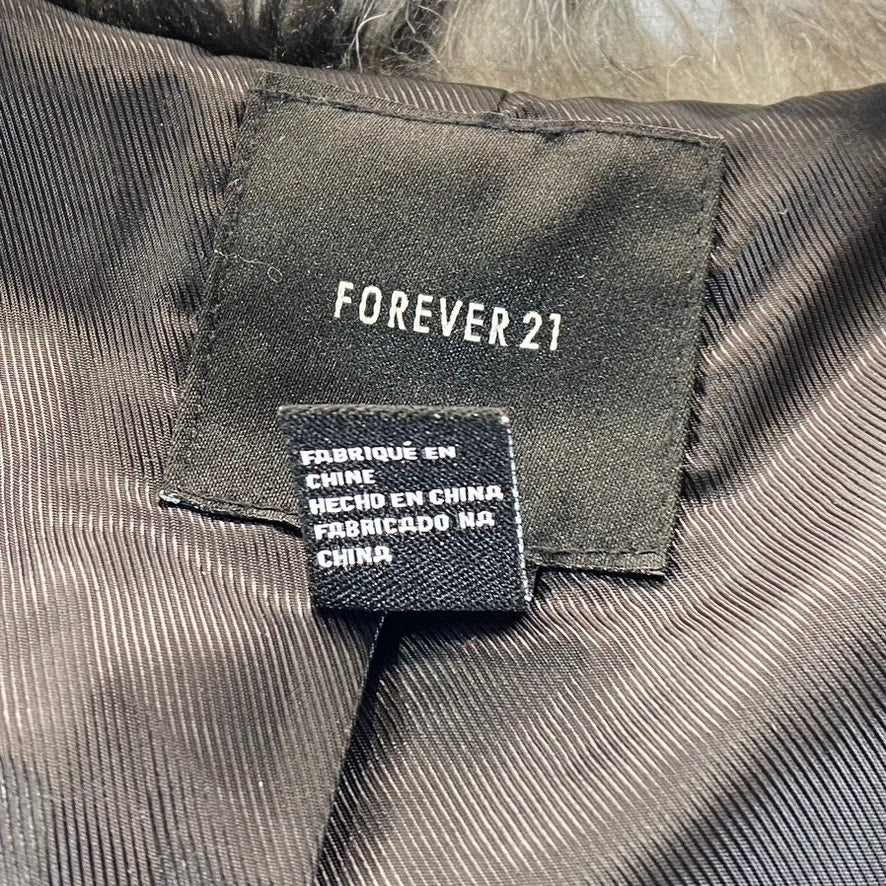 FOREVER 21
FABRIQUÉ EN
CHINE
HECHO EN CHINA
FABRICADO NA
CHINA